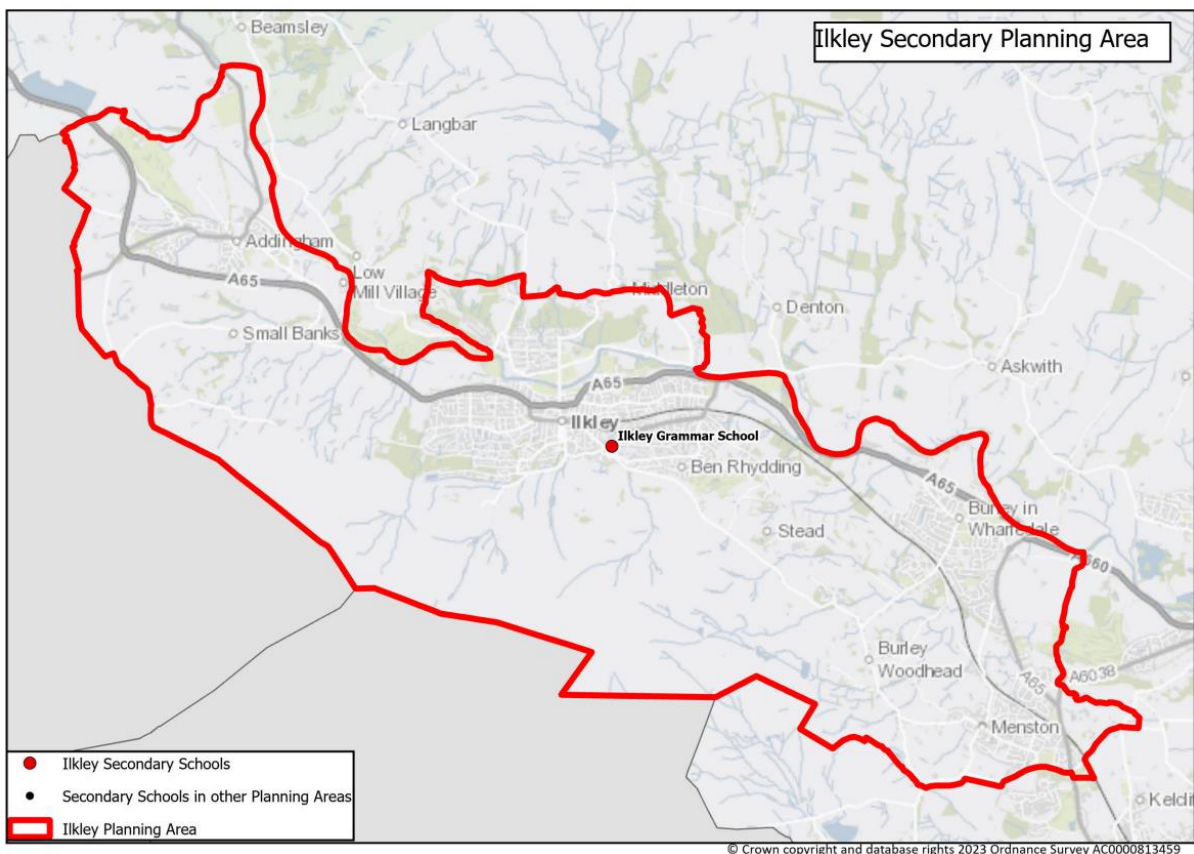 Ilkley Secondary Planning Area
Beamsley
Langbar
Addingham
A65
Low
Mill Village
Small Banks
Middleton
Denton
Askwith
A65
Ilkley
Ilkley Grammar School
Ben Rhydding
A65
Burley in
Wharfedale
Stead
A660
Burley
Woodhead
A65
A6038
Menston
Ilkley Secondary Schools
Secondary Schools in other Planning Areas
Ilkley Planning Area
© Crown copyright and database rights 2023 Ordnance Survey AC0000813459